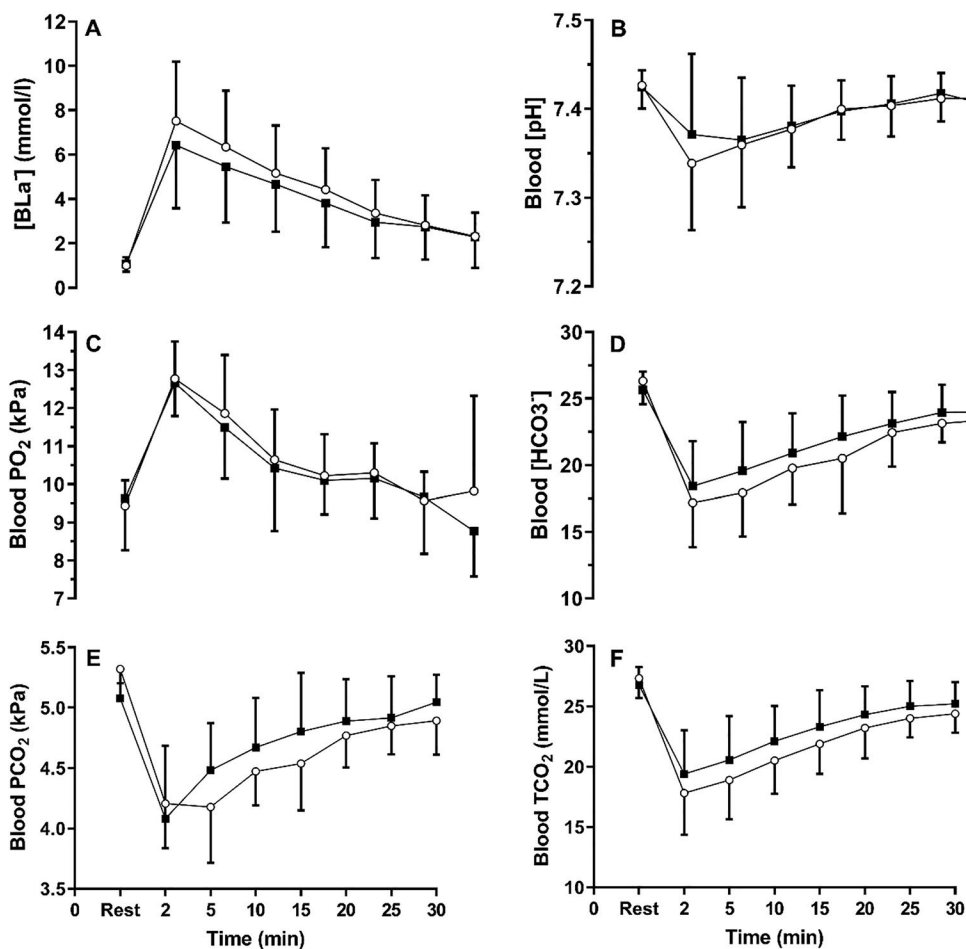 A
[BLa-] (mmol/l)
12
10
8
6
4
2
0
B
Blood [pH]
7.5
7.4
7.3
7.2
C
Blood PO2 (kPa)
14
13
12
11
10
9
8
7
D
Blood [HCO3-]
30
25
20
15
10
E
Blood PCO2 (kPa)
5.5
5.0
4.5
4.0
3.5
0 Rest 2 5 10 15 20 25 30
Time (min)
F
Blood TCO2 (mmol/L)
30
25
20
15
10
0 Rest 2 5 10 15 20 25 30
Time (min)